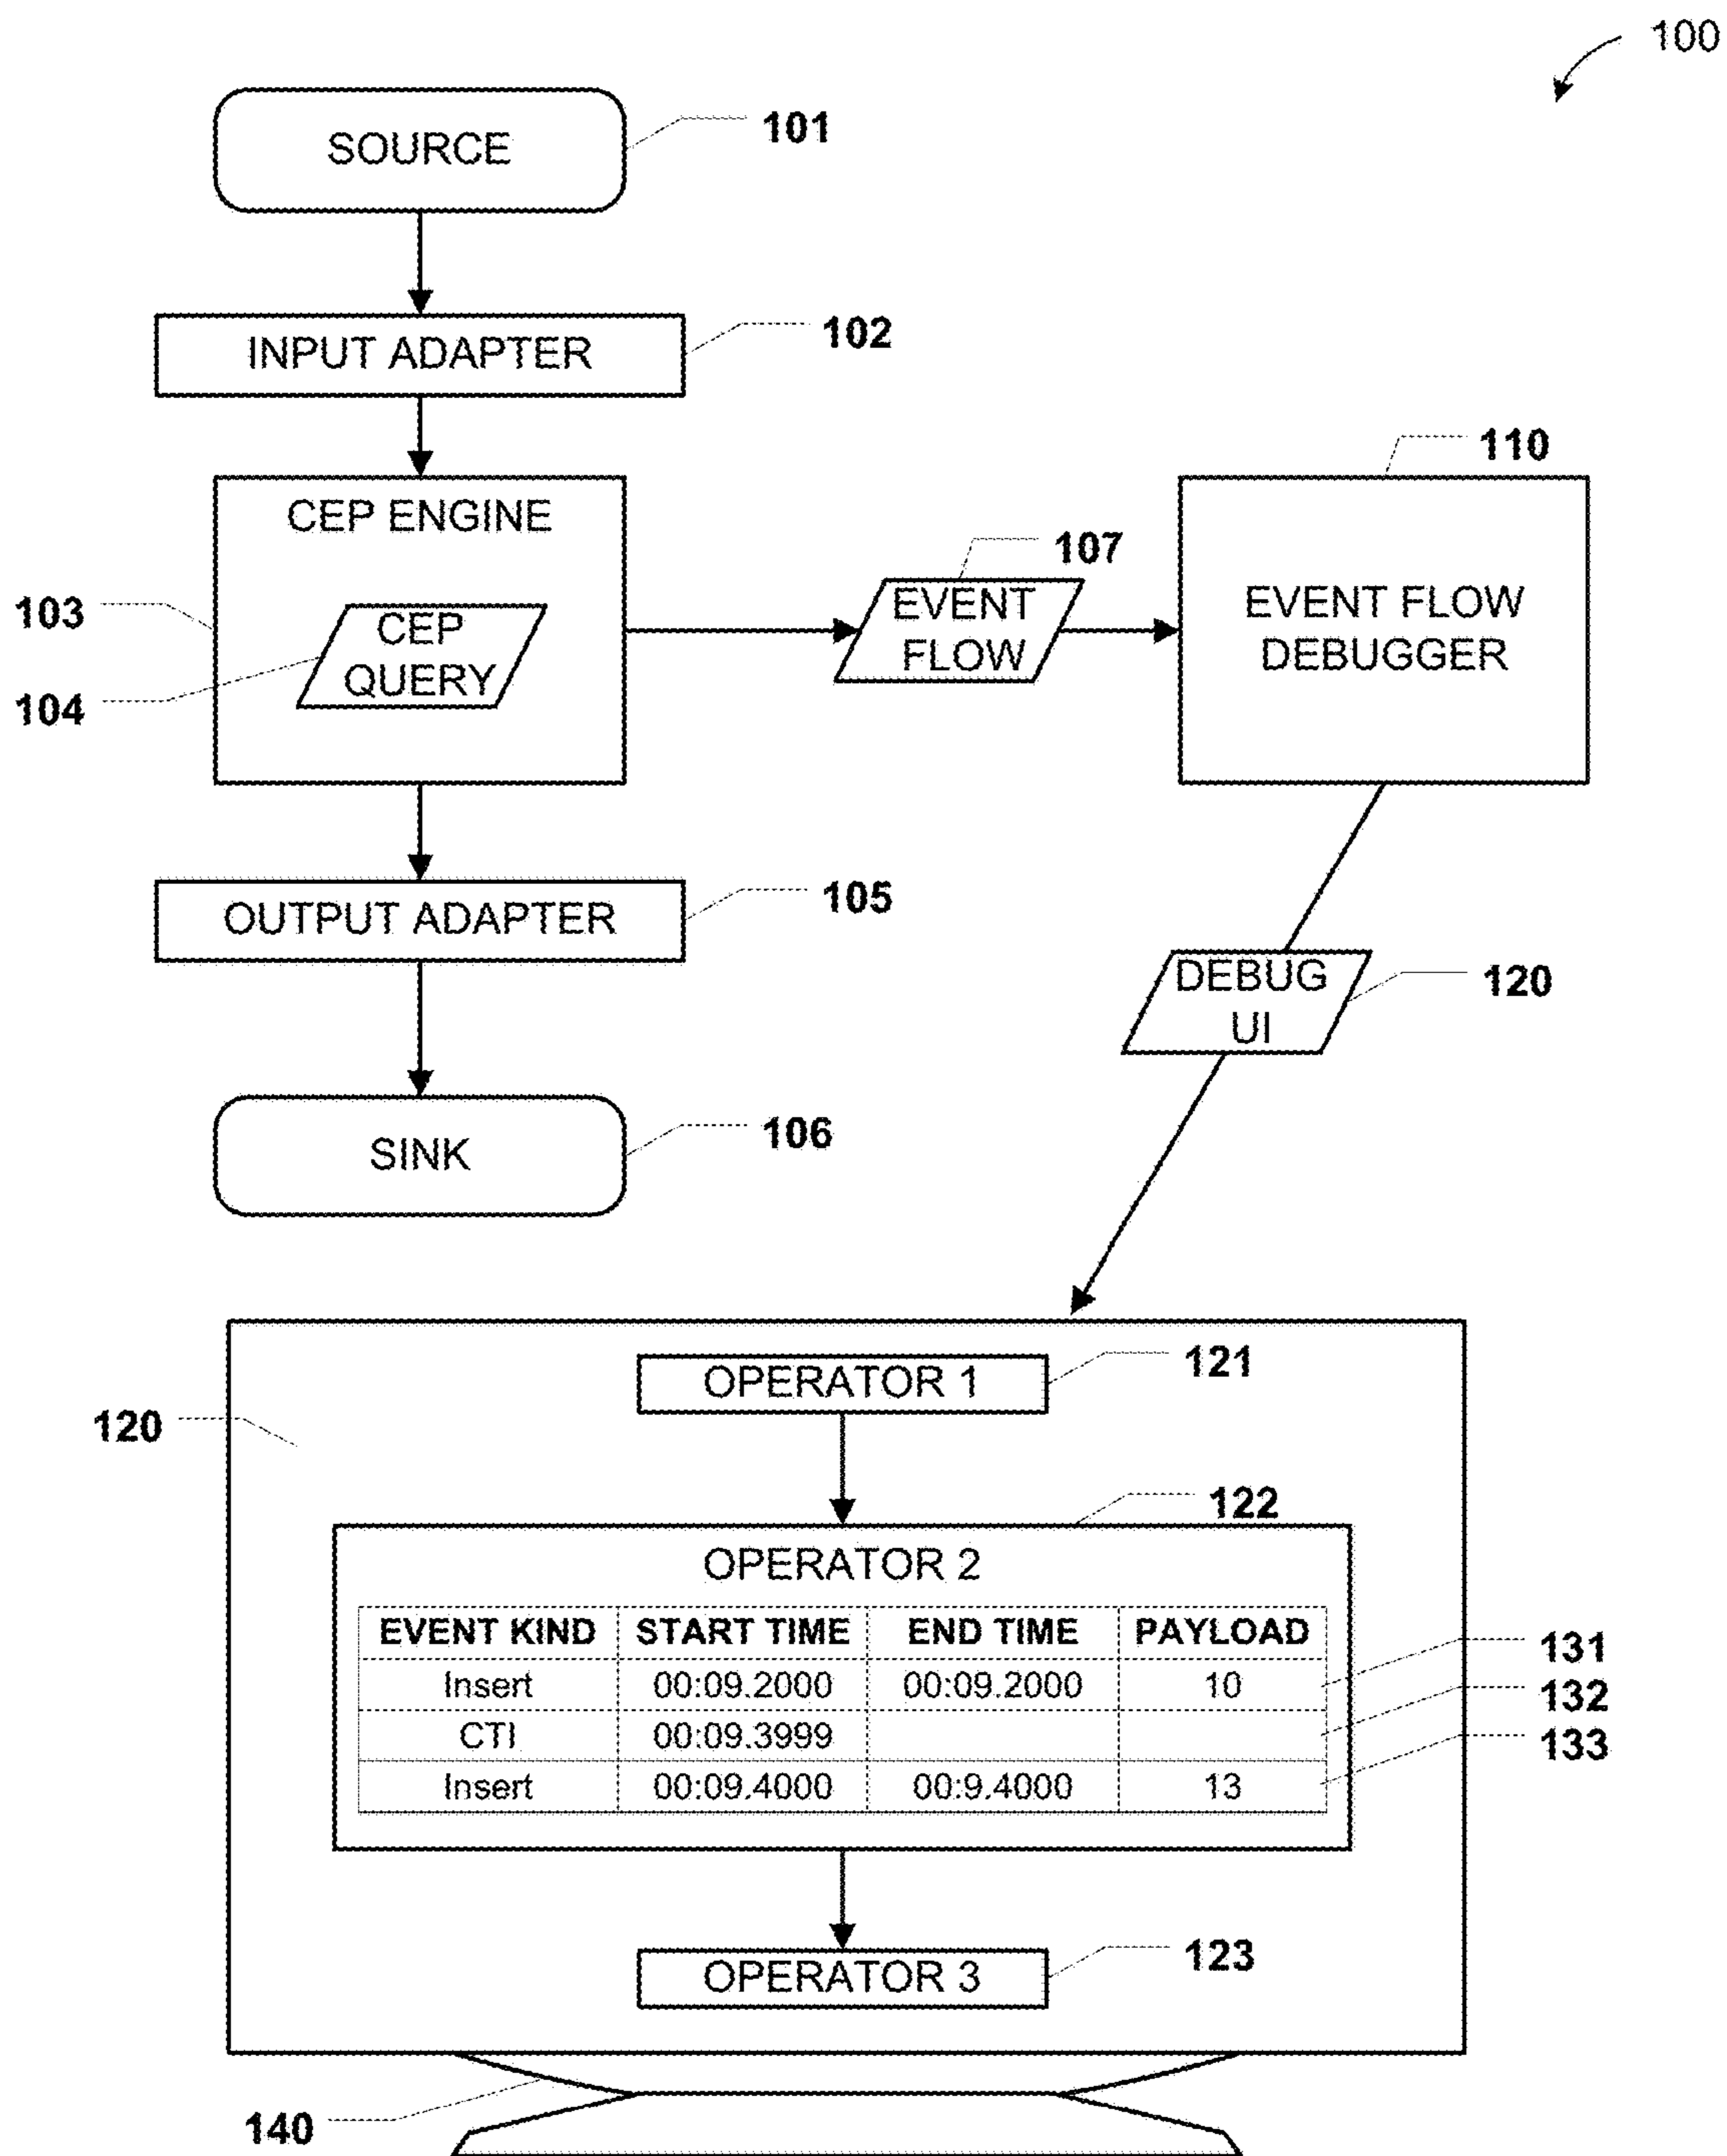 100
SOURCE
101
INPUT ADAPTER
102
CEP ENGINE
103
CEP
QUERY
104
107
EVENT
FLOW
110
EVENT FLOW
DEBUGGER
OUTPUT ADAPTER
105
DEBUG
UI
120
SINK
106
OPERATOR 1
121
120
122
OPERATOR 2
EVENT KIND START TIME END TIME PAYLOAD
Insert 00:09.2000 00:09.2000 10
131
CTI 00:09.3999
132
Insert 00:09.4000 00:9.4000 13
133
OPERATOR 3
123
140